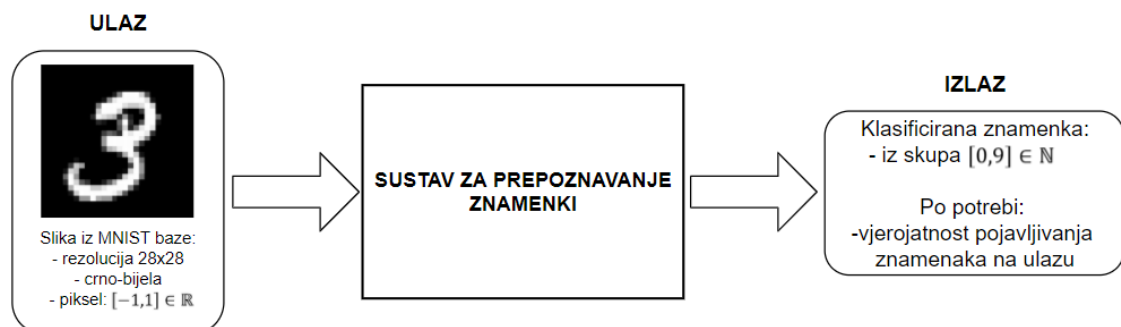 ULAZ
Slika iz MNIST baze:
- rezolucija 28x28
- crno-bijela
- piksel: [−1,1] ∈ ℝ
SUSTAV ZA PREPOZNAVANJE
ZNAMENKI
IZLAZ
Klasificirana znamenka:
- iz skupa [0,9] ∈ ℕ
Po potrebi:
-vjerojatnost pojavljivanja
znamenaka na ulazu